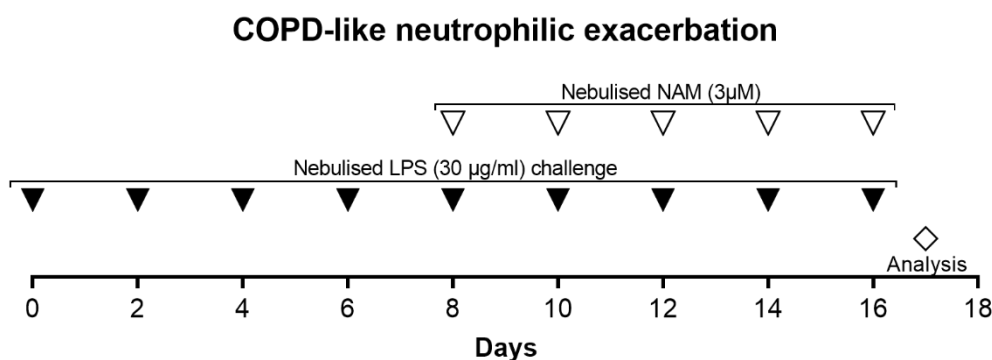 COPD-like neutrophilic exacerbation
Nebulised NAM (3µM)
Nebulised LPS (30 µg/ml) challenge
Analysis
0 2 4 6 8 10 12 14 16 18
Days